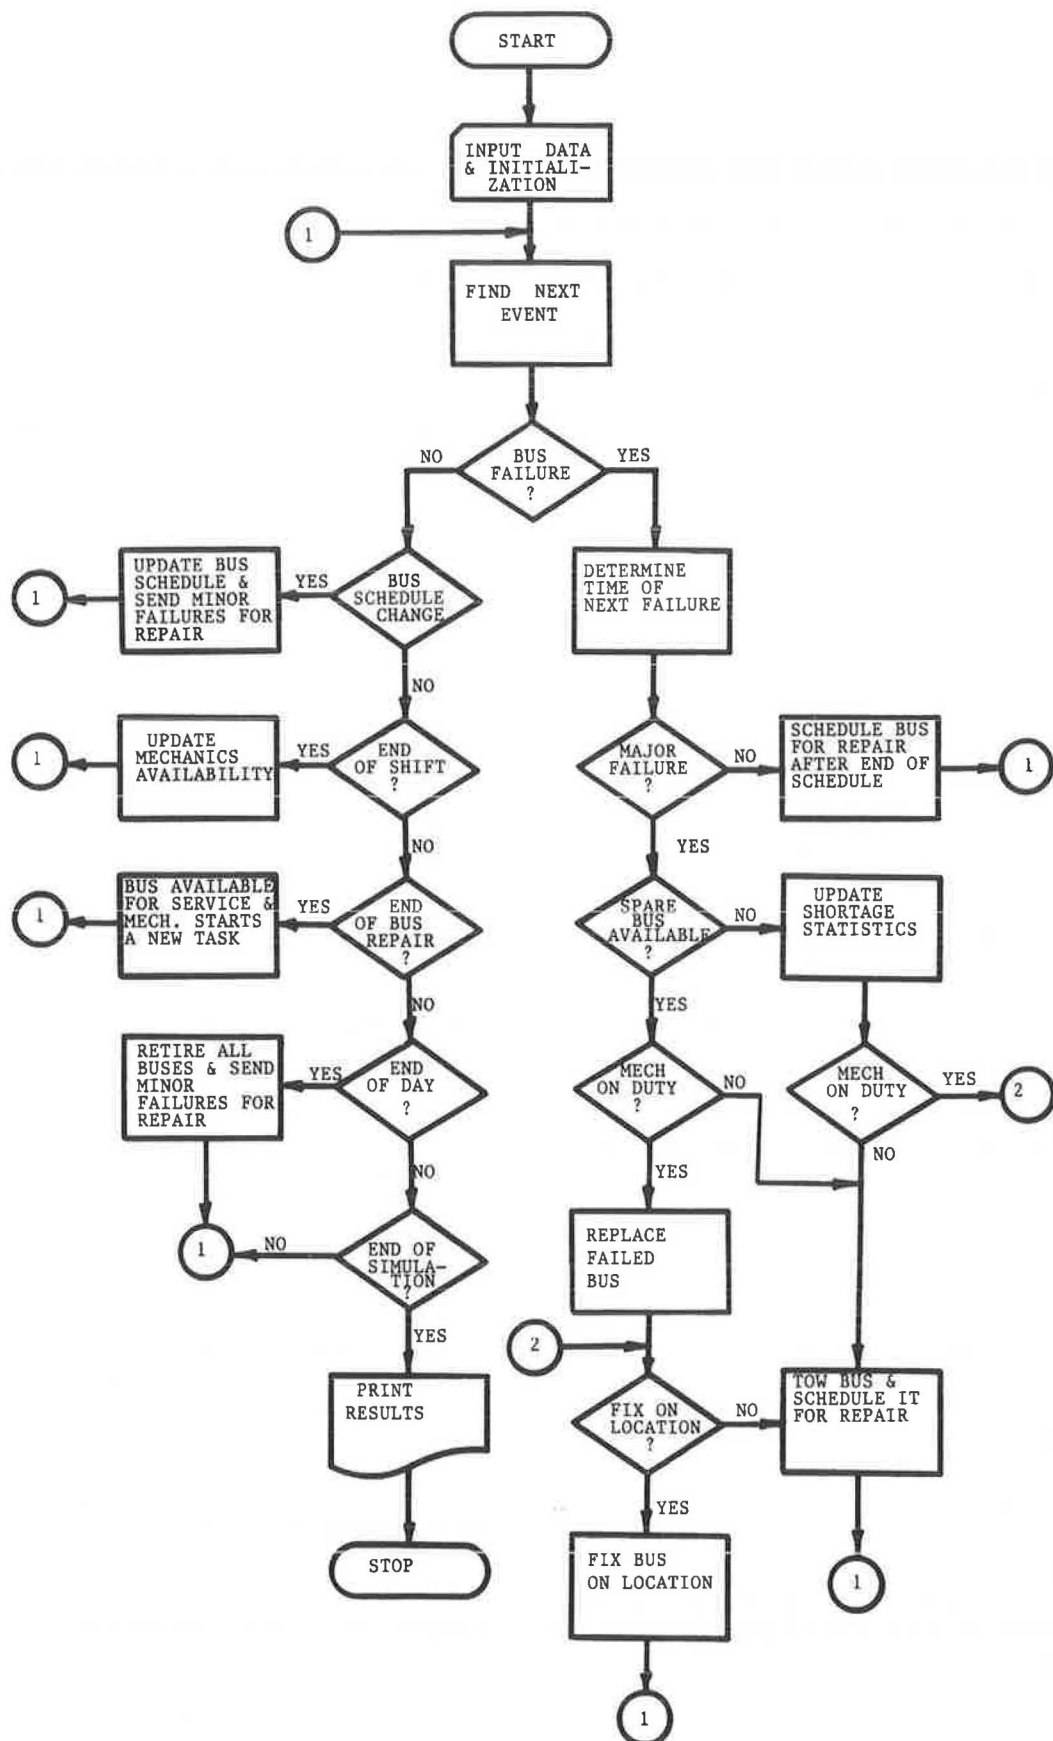 START
INPUT DATA
& INITIALI-
ZATION
1
FIND NEXT
EVENT
NO
BUS
FAILURE
?
YES
1
UPDATE BUS
SCHEDULE &
SEND MINOR
FAILURES FOR
REPAIR
YES
BUS
SCHEDULE
CHANGE
DETERMINE
TIME OF
NEXT FAILURE
NO
1
UPDATE
MECHANICS
AVAILABILITY
YES
END
OF SHIFT
?
MAJOR
FAILURE
?
NO
SCHEDULE BUS
FOR REPAIR
AFTER END OF
SCHEDULE
1
NO
YES
1
BUS AVAILABLE
FOR SERVICE &
MECH. STARTS
A NEW TASK
YES
END
OF BUS
REPAIR
?
SPARE
BUS
AVAILABLE
?
NO
UPDATE
SHORTAGE
STATISTICS
NO
YES
RETIRE ALL
BUSES & SEND
MINOR
FAILURES FOR
REPAIR
YES
END
OF DAY
?
MECH
ON DUTY
?
NO
MECH
ON DUTY
?
YES
2
NO
YES
NO
1
NO
END OF
SIMULA-
TION
?
REPLACE
FAILED
BUS
YES
2
PRINT
RESULTS
FIX ON
LOCATION
?
NO
TOW BUS &
SCHEDULE IT
FOR REPAIR
YES
STOP
FIX BUS
ON LOCATION
1
1